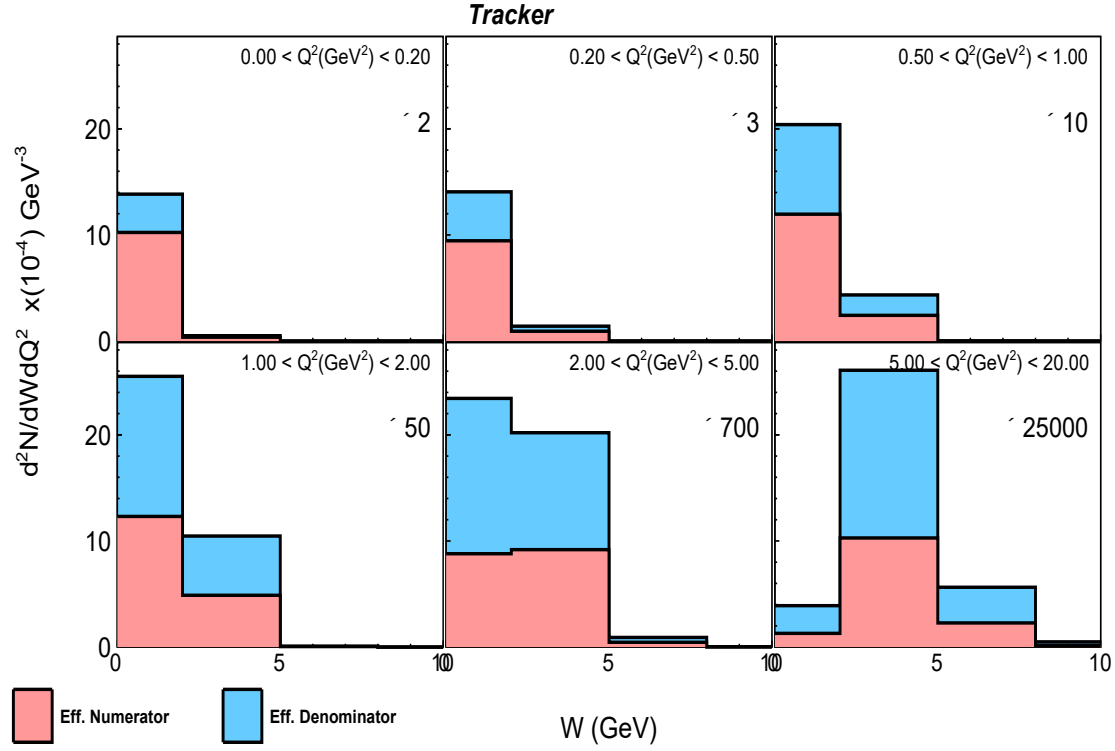 Tracker
0.00 < Q²(GeV²) < 0.20
0.20 < Q²(GeV²) < 0.50
0.50 < Q²(GeV²) < 1.00
´ 2
´ 3
´ 10
20
10
0
d²N/dWdQ² x(10⁻⁴) GeV⁻³
1.00 < Q²(GeV²) < 2.00
2.00 < Q²(GeV²) < 5.00
5.00 < Q²(GeV²) < 20.00
´ 50
´ 700
´ 25000
20
10
0
0 5 10
0 5 10
0 5 10
Eff. Numerator
Eff. Denominator
W (GeV)